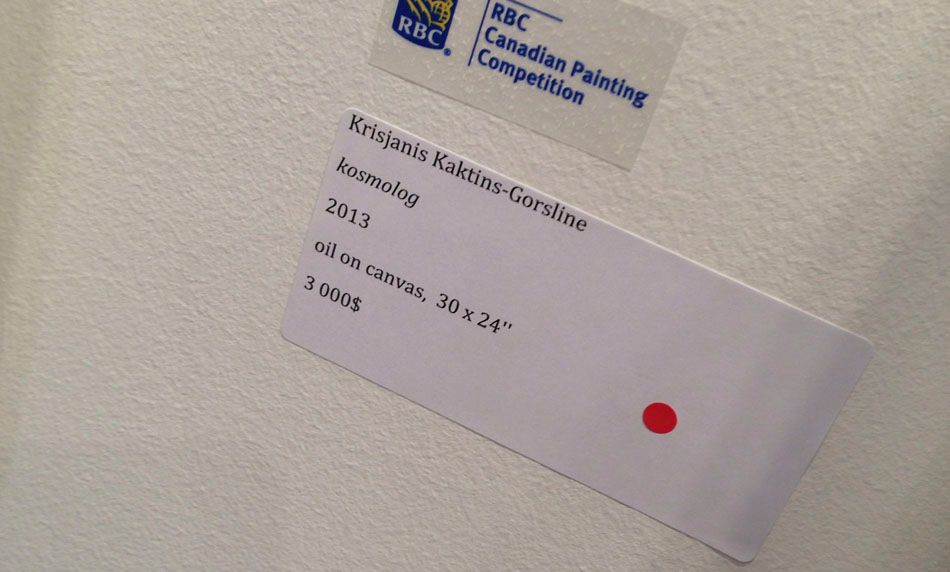 RBC
RBC
Canadian Painting
Competition
Krisjanis Kaktins-Gorsline
kosmolog
2013
oil on canvas, 30 x 24''
3 000$